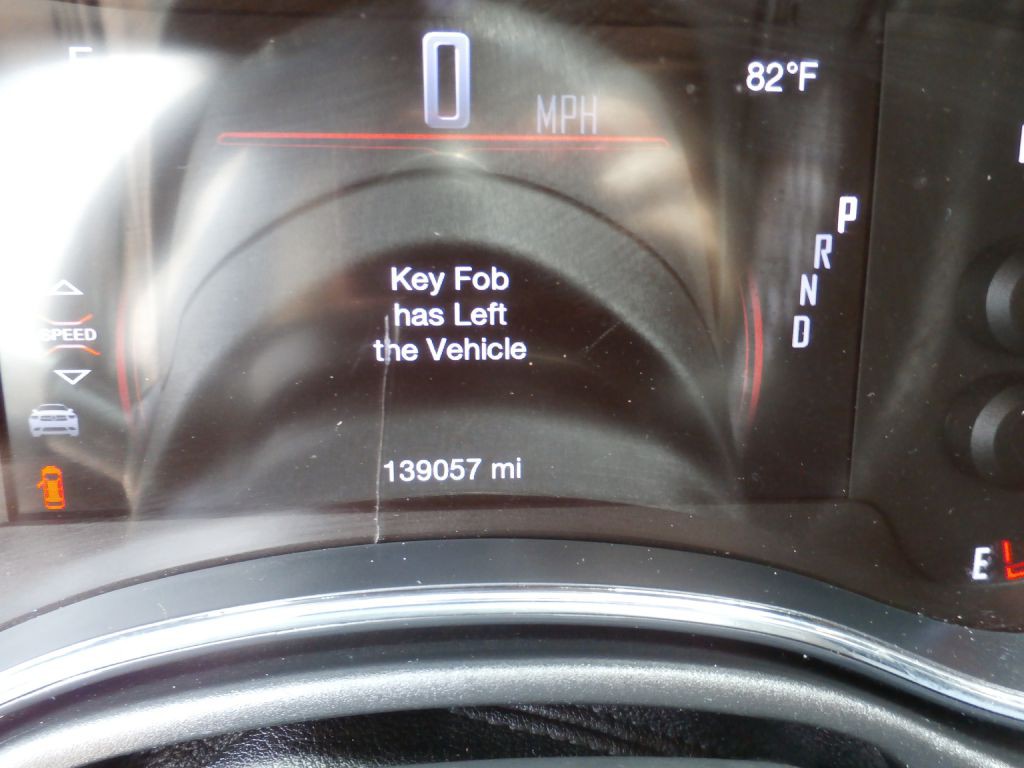 E
0
MPH
82°F
P
R
N
D
SPEED
Key Fob
has Left
the Vehicle
139057 mi
E